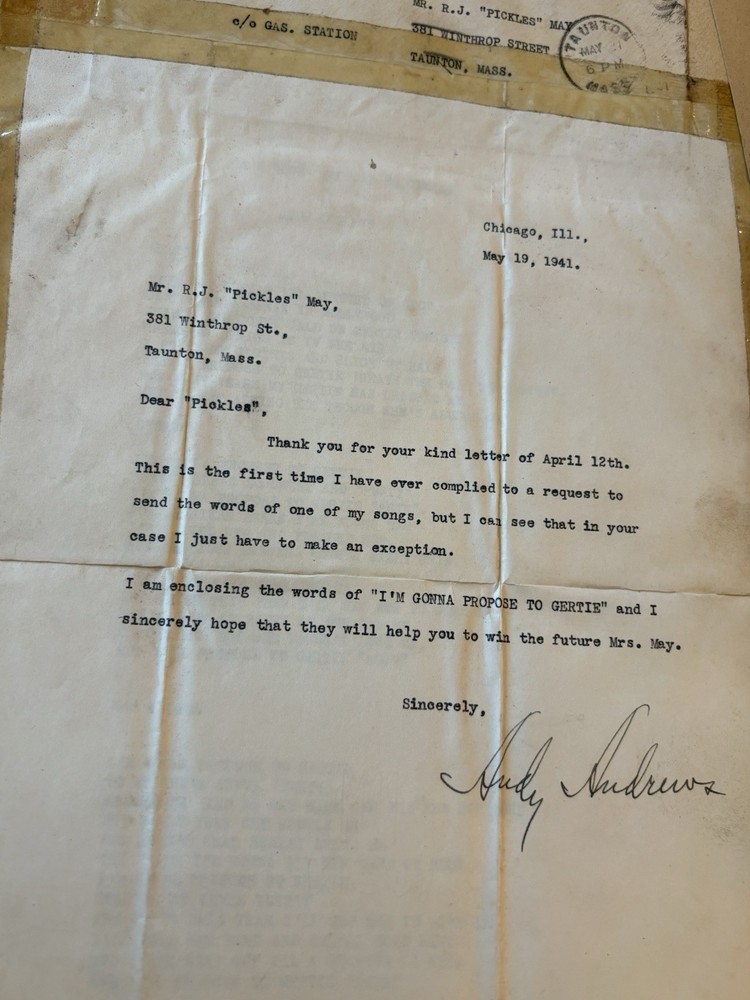 c/o GAS. STATION
MR. R.J. "PICKLES" MAY
381 WINTHROP STREET
TAUNTON, MASS.
TAUNTON
MAY
6 PM
MASS
Chicago, Ill.,
May 19, 1941.
Mr. R.J. "Pickles" May,
381 Winthrop St.,
Taunton, Mass.
Dear "Pickles",
Thank you for your kind letter of April 12th.
This is the first time I have ever complied to a request to
send the words of one of my songs, but I can see that in your
case I just have to make an exception.
I am enclosing the words of "I'M GONNA PROPOSE TO GERTIE" and I
sincerely hope that they will help you to win the future Mrs. May.
Sincerely,
Andy Andrews